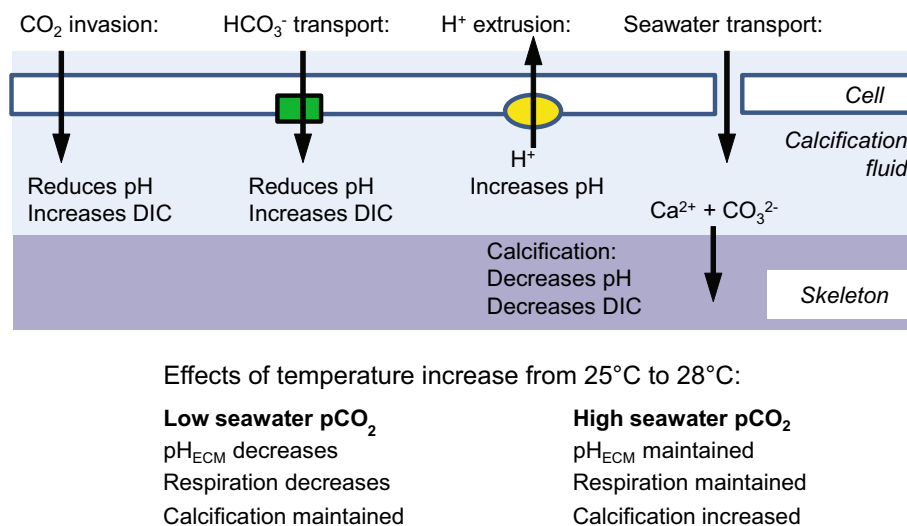 CO₂ invasion: HCO₃⁻ transport: H⁺ extrusion: Seawater transport:
Cell
Calcification
fluid
H⁺
Reduces pH Reduces pH Increases pH
Increases DIC Increases DIC
Ca²⁺ + CO₃²⁻
Calcification:
Decreases pH
Decreases DIC
Skeleton
Effects of temperature increase from 25°C to 28°C:
Low seawater pCO₂ High seawater pCO₂
pH_ECM decreases pH_ECM maintained
Respiration decreases Respiration maintained
Calcification maintained Calcification increased